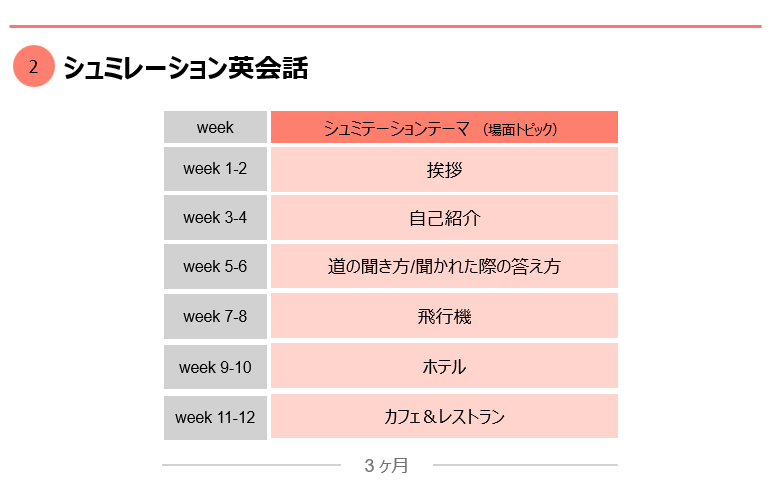 2 シュミレーション英会話
week シュミテーションテーマ (場面トピック)
week 1-2 挨拶
week 3-4 自己紹介
week 5-6 道の聞き方/聞かれた際の答え方
week 7-8 飛行機
week 9-10 ホテル
week 11-12 カフェ＆レストラン
3 ヶ月